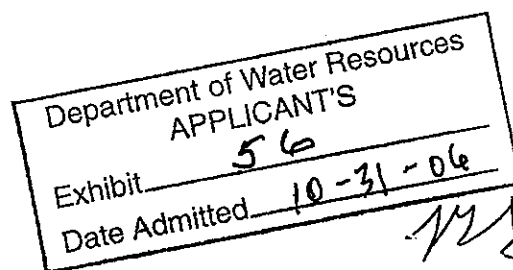 Department of Water Resources
APPLICANT'S
Exhibit 56
Date Admitted 10-31-06